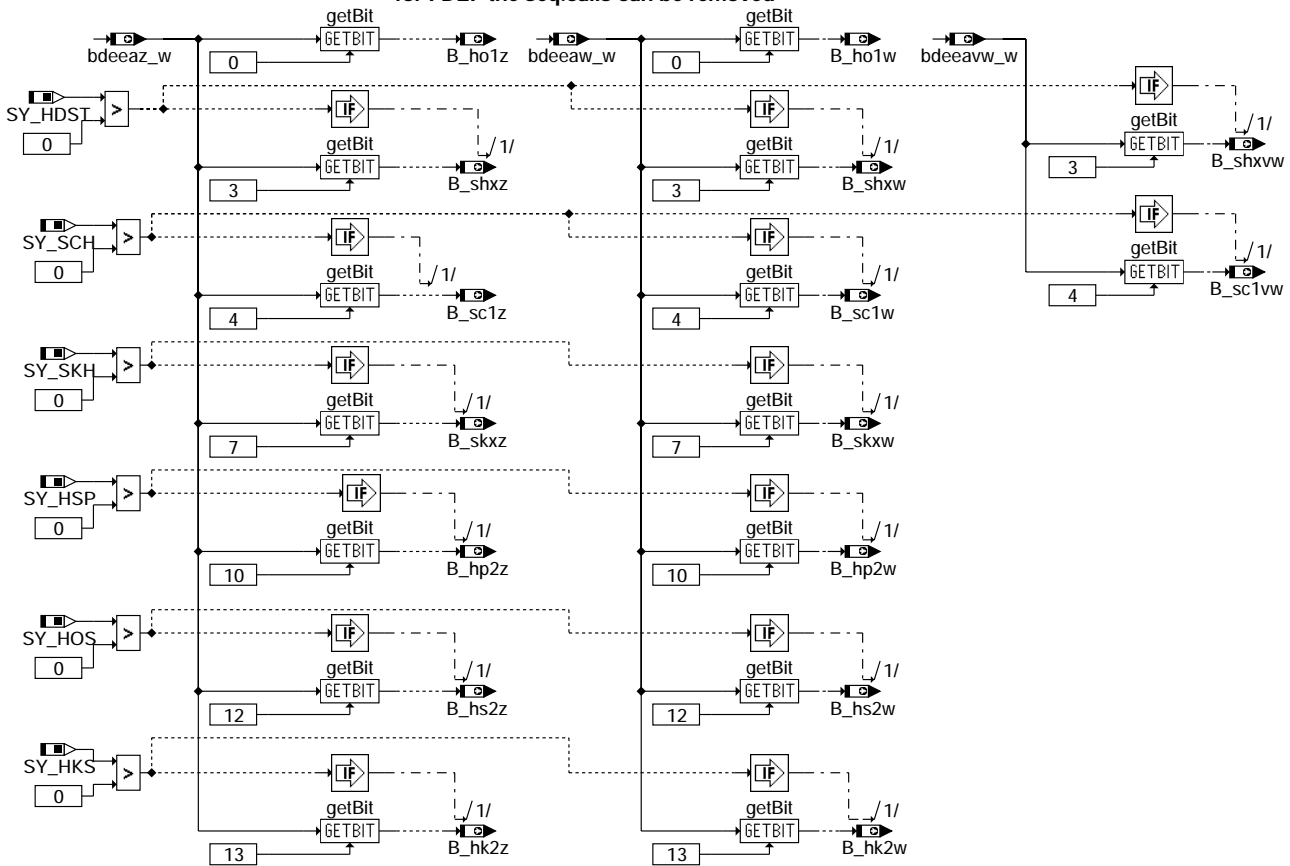 getBit getBit
bdeeaz_w GETBIT B_ho1z bdeeaw_w GETBIT B_ho1w bdeeavw_w
0 0
SY_HDST > IF IF IF
0 /1/ /1/ /1/
getBit getBit getBit
GETBIT B_shxz GETBIT B_shxw GETBIT B_shxvw
3 3 3
SY_SCH > IF IF IF
0 /1/ /1/ /1/
getBit getBit getBit
GETBIT B_sc1z GETBIT B_sc1w GETBIT B_sc1vw
4 4 4
SY_SKH > IF IF
0 /1/ /1/
getBit getBit
GETBIT B_skxz GETBIT B_skxw
7 7
SY_HSP > IF IF
0 /1/ /1/
getBit getBit
GETBIT B_hp2z GETBIT B_hp2w
10 10
SY_HOS > IF IF
0 /1/ /1/
getBit getBit
GETBIT B_hs2z GETBIT B_hs2w
12 12
SY_HKS > IF IF
0 /1/ /1/
getBit getBit
GETBIT B_hk2z GETBIT B_hk2w
13 13